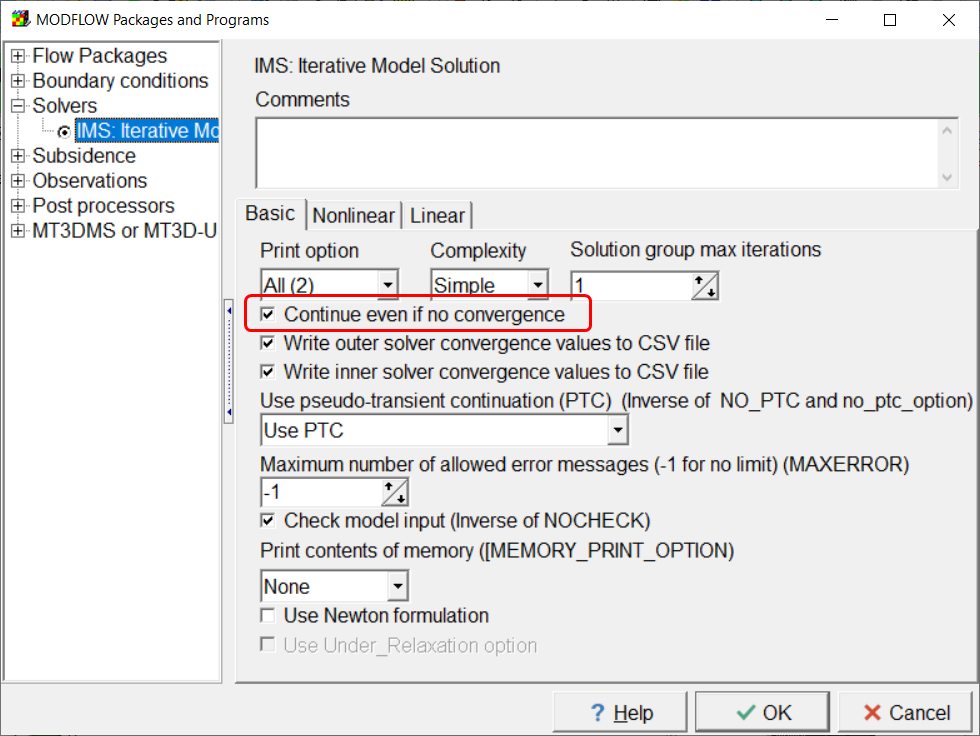 MODFLOW Packages and Programs
Flow Packages
Boundary conditions
Solvers
IMS: Iterative Mo
Subsidence
Observations
Post processors
MT3DMS or MT3D-U
IMS: Iterative Model Solution
Comments
Basic Nonlinear Linear
Print option Complexity Solution group max iterations
All (2) Simple 1
Continue even if no convergence
Write outer solver convergence values to CSV file
Write inner solver convergence values to CSV file
Use pseudo-transient continuation (PTC) (Inverse of NO_PTC and no_ptc_option)
Use PTC
Maximum number of allowed error messages (-1 for no limit) (MAXERROR)
-1
Check model input (Inverse of NOCHECK)
Print contents of memory ([MEMORY_PRINT_OPTION)
None
Use Newton formulation
Use Under_Relaxation option
? Help OK Cancel